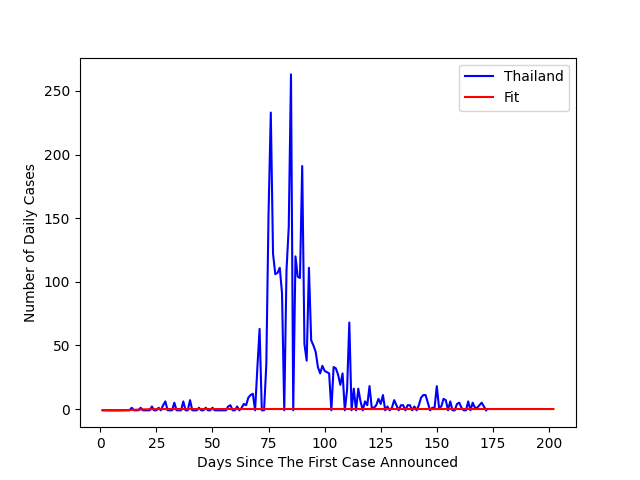 Thailand
Fit
250
200
150
100
50
0
Number of Daily Cases
0 25 50 75 100 125 150 175 200
Days Since The First Case Announced